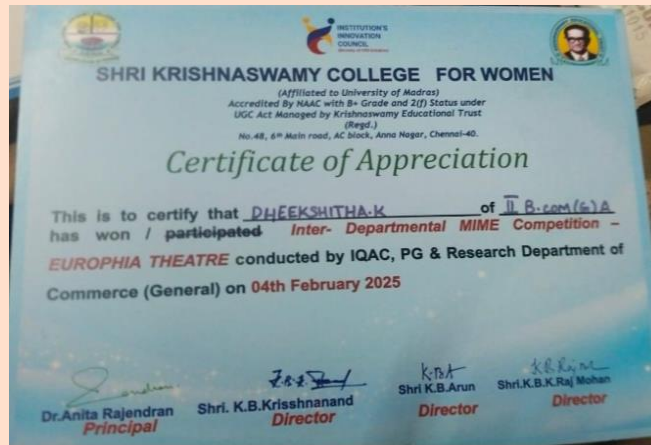 INSTITUTION'S
INNOVATION
COUNCIL
SHRI KRISHNASWAMY COLLEGE FOR WOMEN
(Affiliated to University of Madras)
Accredited By NAAC with B+ Grade and 2(f) Status under
UGC Act Managed by Krishnaswamy Educational Trust
(Regd.)
No.48, 6th Main road, AC block, Anna Nagar, Chennai-40.
Certificate of Appreciation
This is to certify that DHEEKSHITHA.K of II B.com(G)A
has won / participated Inter- Departmental MIME Competition –
EUROPHIA THEATRE conducted by IQAC, PG & Research Department of
Commerce (General) on 04th February 2025
K.B.A
Dr.Anita Rajendran Shri. K.B.Krisshnanand Shri K.B.Arun Shri.K.B.K.Raj Mohan
Principal Director Director Director